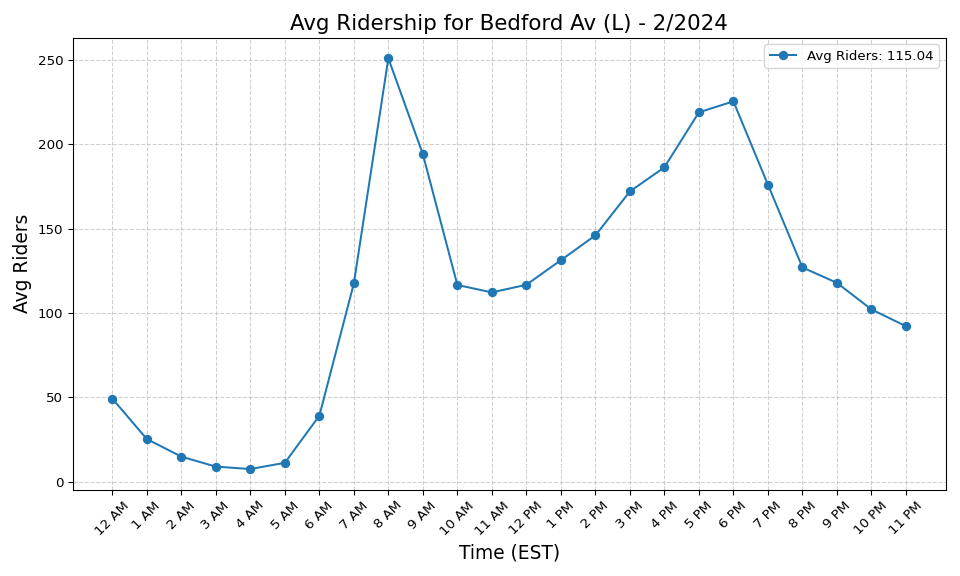 Avg Ridership for Bedford Av (L) - 2/2024
Avg Riders: 115.04
250
200
150
100
50
0
Avg Riders
12 AM
1 AM
2 AM
3 AM
4 AM
5 AM
6 AM
7 AM
8 AM
9 AM
10 AM
11 AM
12 PM
1 PM
2 PM
3 PM
4 PM
5 PM
6 PM
7 PM
8 PM
9 PM
10 PM
11 PM
Time (EST)